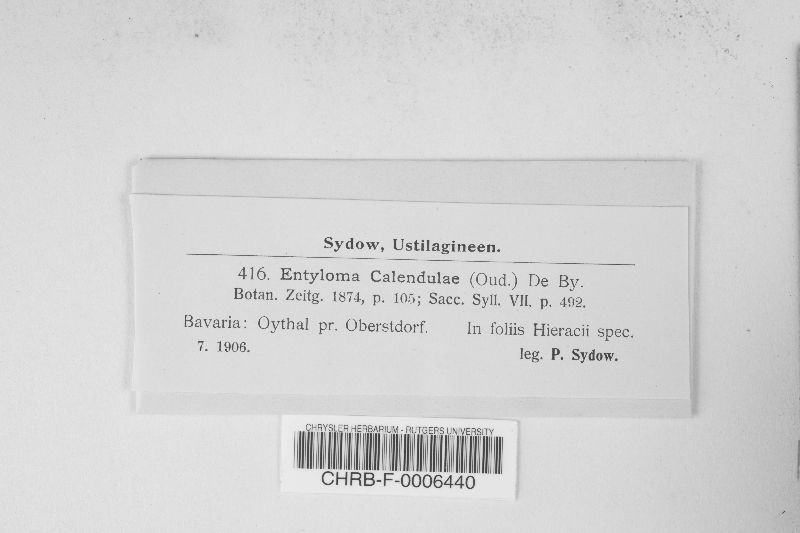 Sydow, Ustilagineen.
416. Entyloma Calendulae (Oud.) De By.
Botan. Zeitg. 1874, p. 105; Sacc. Syll. VII. p. 492.
Bavaria: Oythal pr. Oberstdorf. In foliis Hieracii spec.
7. 1906. leg. P. Sydow.
CHRYSLER HERBARIUM - RUTGERS UNIVERSITY
CHRB-F-0006440